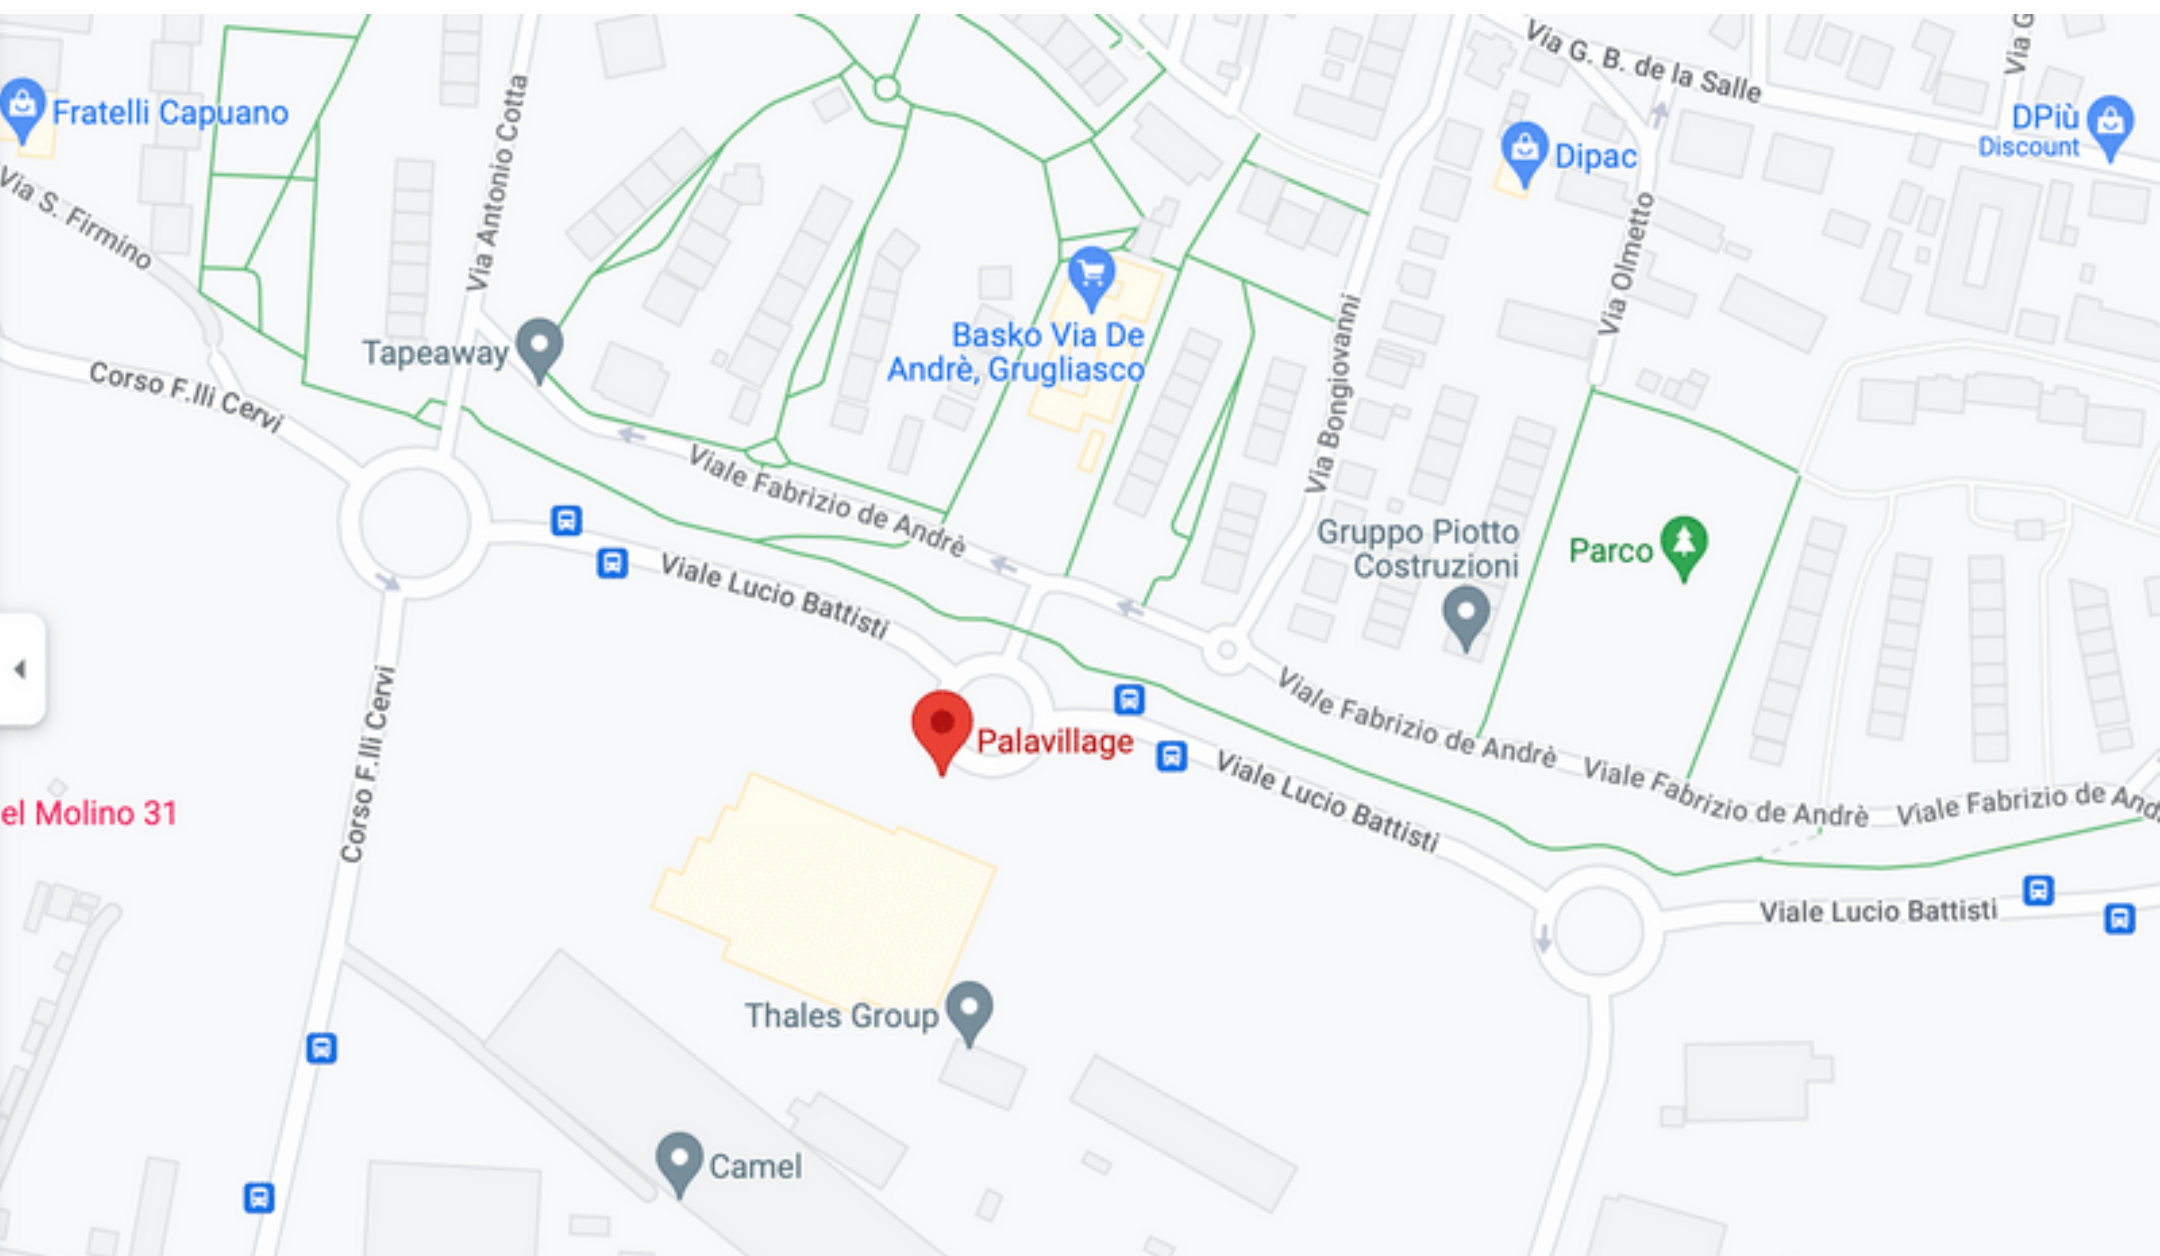 Via G. B. de la Salle
Via G
Fratelli Capuano
DPiù
Discount
Dipac
Via Antonio Cotta
Via S. Firmino
Via Olmetto
Basko Via De
Andrè, Grugliasco
Tapeaway
Via Bongiovanni
Corso F.lli Cervi
Viale Fabrizio de Andrè
Gruppo Piotto
Costruzioni
Parco
Viale Lucio Battisti
Viale Fabrizio de Andrè
Palavillage
Viale Fabrizio de Andrè
Viale Fabrizio de And
Viale Lucio Battisti
Corso F.lli Cervi
el Molino 31
Viale Lucio Battisti
Thales Group
Camel